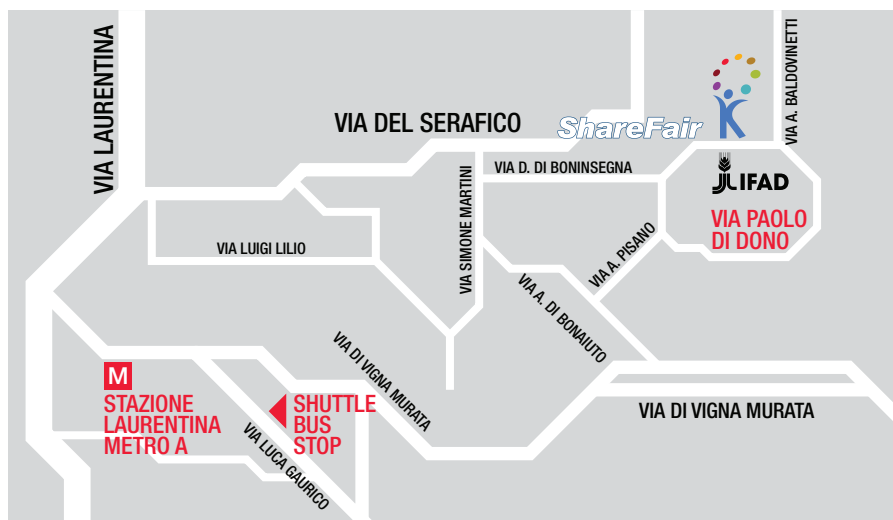 VIA LAURENTINA
VIA DEL SERAFICO
ShareFair
VIA A. BALDOVINETTI
VIA D. DI BONINSEGNA
IFAD
VIA PAOLO
DI DONO
VIA SIMONE MARTINI
VIA LUIGI LILIO
VIA A. PISANO
VIA A. DI BONAIUTO
VIA DI VIGNA MURATA
M
STAZIONE
LAURENTINA
METRO A
SHUTTLE
BUS
STOP
VIA DI VIGNA MURATA
VIA LUCA GAURICO